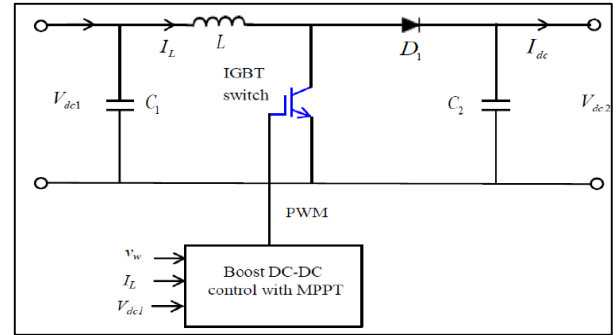 I_L
L
D_1
I_dc
IGBT
switch
V_dc1
C_1
C_2
V_dc2
PWM
v_w
I_L
V_dc1
Boost DC-DC
control with MPPT